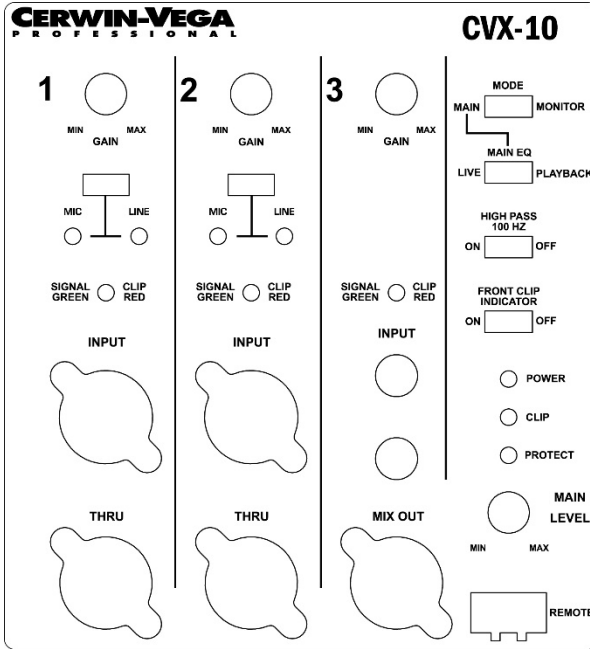 CERWIN-VEGA
PROFESSIONAL
CVX-10
1
MIN MAX
GAIN
MIC LINE
SIGNAL GREEN CLIP RED
INPUT
THRU
2
MIN MAX
GAIN
MIC LINE
SIGNAL GREEN CLIP RED
INPUT
THRU
3
MIN MAX
GAIN
SIGNAL GREEN CLIP RED
INPUT
MIX OUT
MODE
MAIN MONITOR
MAIN EQ
LIVE PLAYBACK
HIGH PASS
100 HZ
ON OFF
FRONT CLIP
INDICATOR
ON OFF
POWER
CLIP
PROTECT
MAIN
LEVEL
MIN MAX
REMOTE